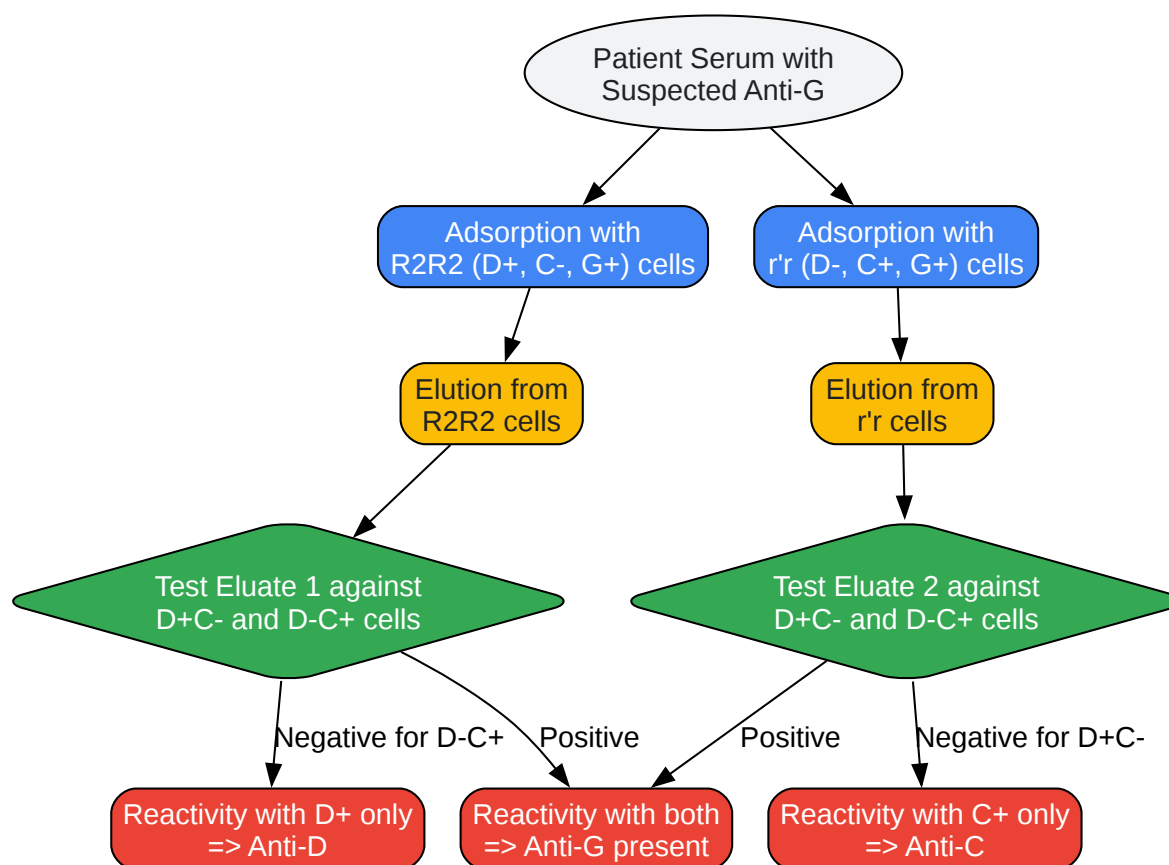 Patient Serum with
Suspected Anti-G
Adsorption with
R2R2 (D+, C-, G+) cells
Adsorption with
r'r (D-, C+, G+) cells
Elution from
R2R2 cells
Elution from
r'r cells
Test Eluate 1 against
D+C- and D-C+ cells
Test Eluate 2 against
D+C- and D-C+ cells
Negative for D-C+
Positive
Positive
Negative for D+C-
Reactivity with D+ only
=> Anti-D
Reactivity with both
=> Anti-G present
Reactivity with C+ only
=> Anti-C